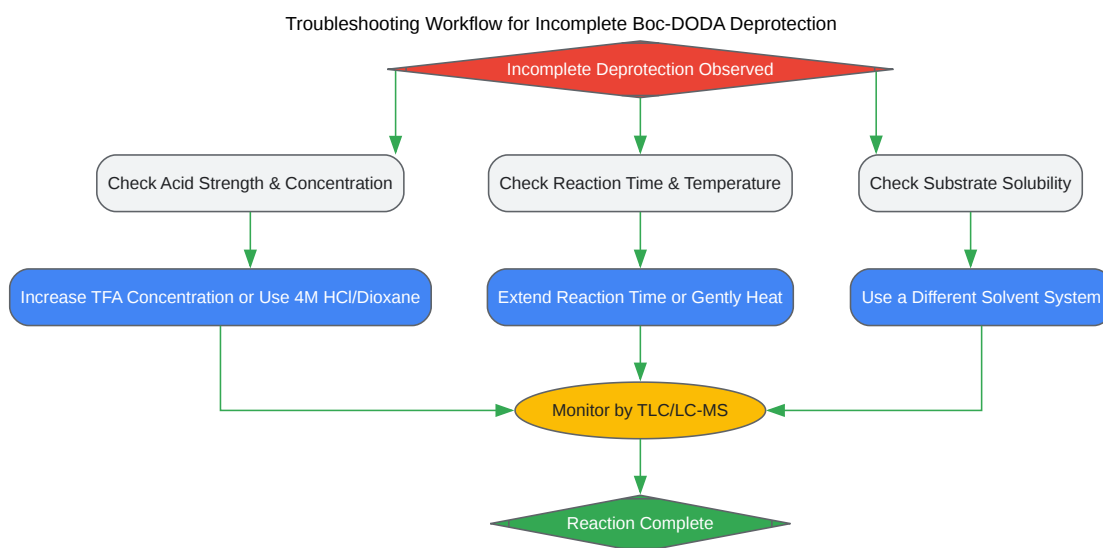 Troubleshooting Workflow for Incomplete Boc-DODA Deprotection
Incomplete Deprotection Observed
Check Acid Strength & Concentration
Check Reaction Time & Temperature
Check Substrate Solubility
Increase TFA Concentration or Use 4M HCl/Dioxane
Extend Reaction Time or Gently Heat
Use a Different Solvent System
Monitor by TLC/LC-MS
Reaction Complete